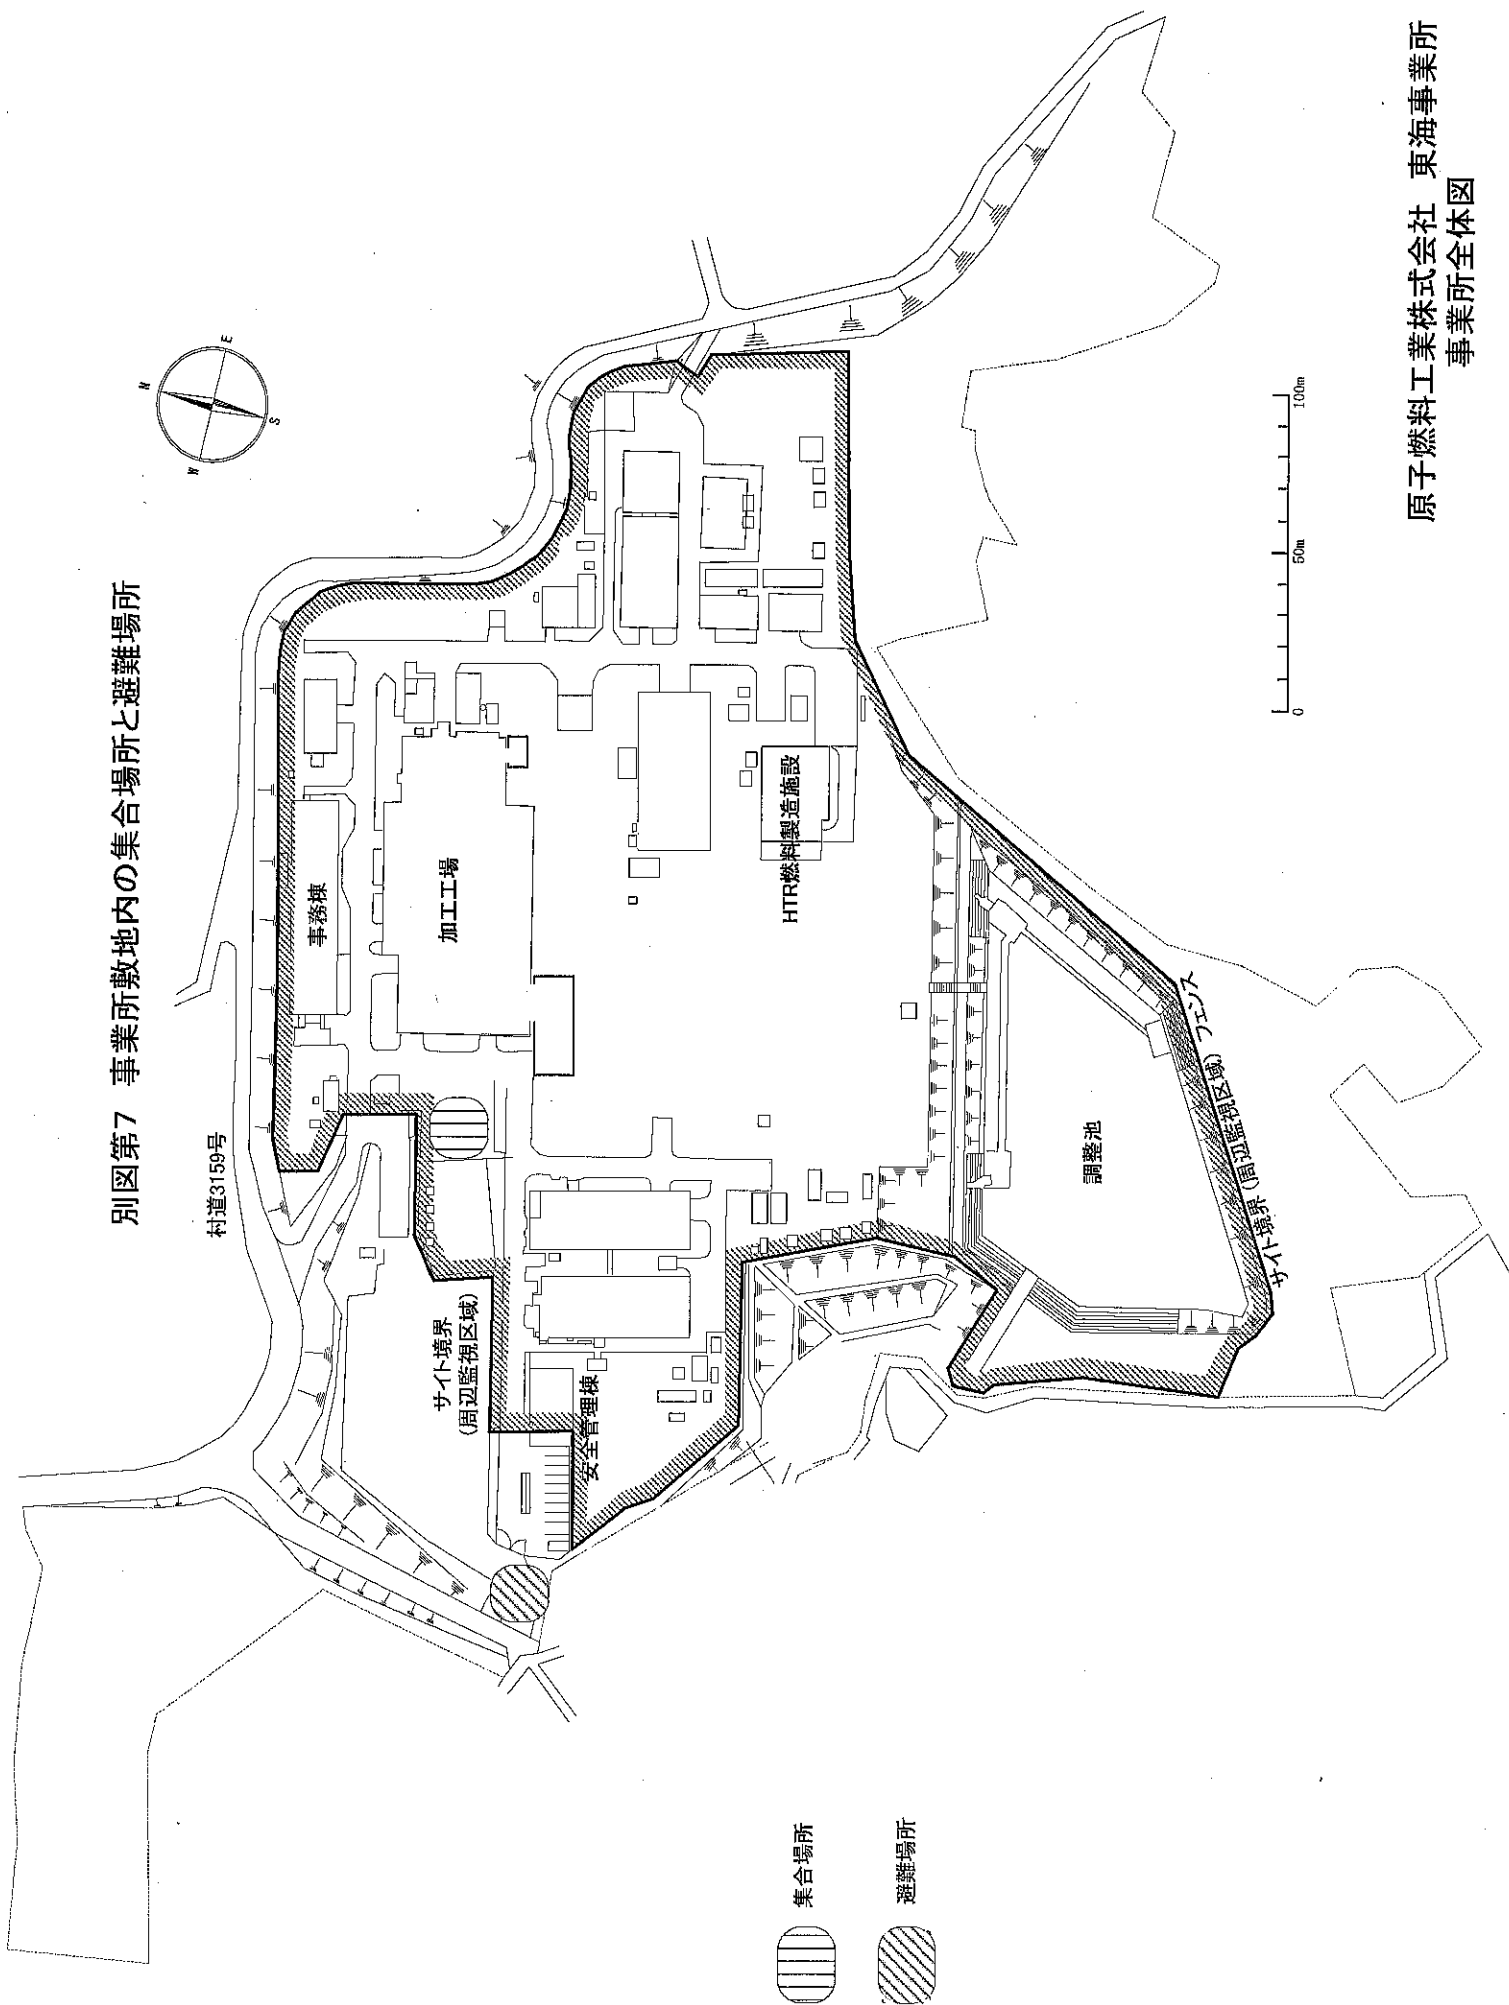 別図第7 事業所敷地内の集合場所と避難場所
N
E
S
W
村道3159号
事務棟
加工工場
HTR燃料製造施設
サイト境界
(周辺監視区域)
安全管理棟
調整池
サイト境界(周辺監視区域) フェンス
0
50m
100m
集合場所
避難場所
原子燃料工業株式会社 東海事業所
事業所全体図